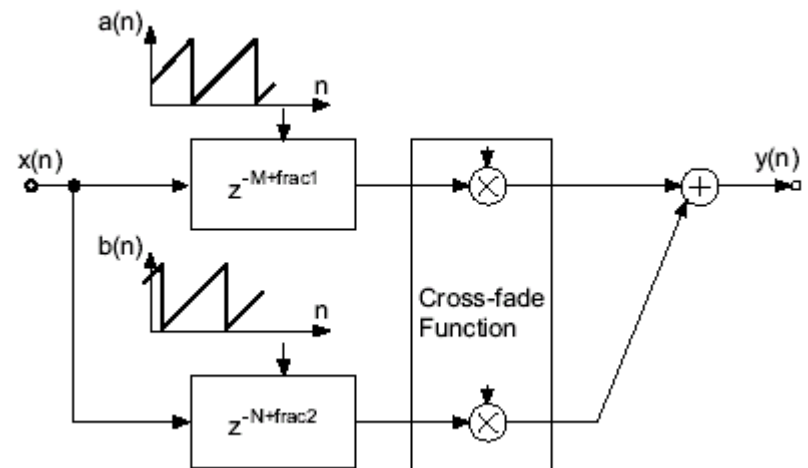 a(n)
n
x(n)
z-M+frac1
y(n)
b(n)
n
Cross-fade
Function
z-N+frac2